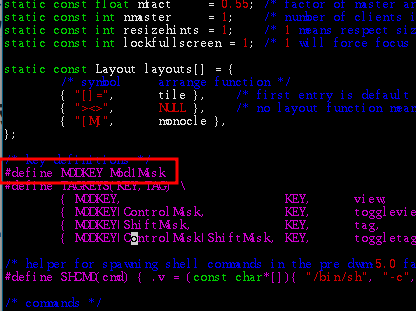 static const float mfact = 0.55; /* factor of master ar
static const int nmaster = 1; /* number of clients i
static const int resizehints = 1; /* 1 means respect siz
static const int lockfullscreen = 1; /* 1 will force focus
static const Layout layouts[] = {
/* symbol arrange function */
{ "[]=", tile }, /* first entry is default
{ "><>", NULL }, /* no layout function mean
{ "[M]", monocle },
};
/* key definitions */
#define MODKEY Mod1Mask
#define TAGKEYS(KEY,TAG) \
{ MODKEY, KEY, view,
{ MODKEY|ControlMask, KEY, toggleview
{ MODKEY|ShiftMask, KEY, tag,
{ MODKEY|ControlMask|ShiftMask, KEY, toggletag
/* helper for spawning shell commands in the pre dwm-5.0 fa
#define SHCMD(cmd) { .v = (const char*[]){ "/bin/sh", "-c",
/* commands */